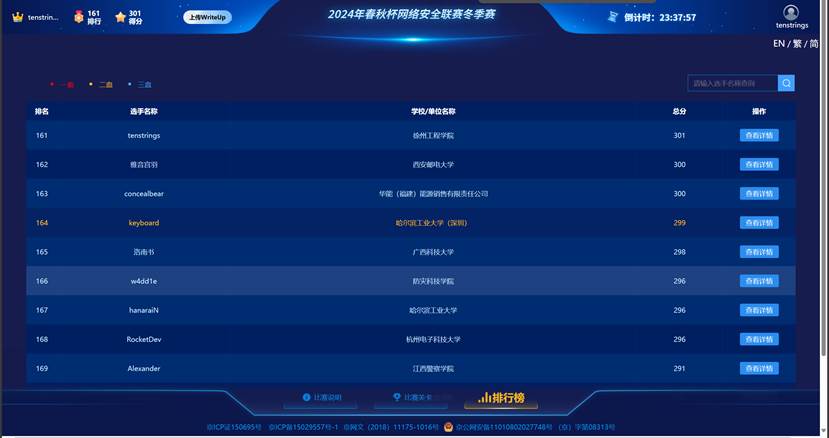 tenstrin...
161
排行
301
得分
上传WriteUp
2024年春秋杯网络安全联赛冬季赛
倒计时：23:37:57
tenstrings
EN / 繁 / 简
一血 二血 三血
请输入选手名称查询
排名 选手名称 学校/单位名称 总分 操作
161 tenstrings 徐州工程学院 301 查看详情
162 雅音宫羽 西安邮电大学 300 查看详情
163 concealbear 华能（福建）能源销售有限责任公司 300 查看详情
164 keyboard 哈尔滨工业大学（深圳） 299 查看详情
165 洛南书 广西科技大学 298 查看详情
166 w4dd1e 防灾科技学院 296 查看详情
167 hanaraiN 哈尔滨工业大学 296 查看详情
168 RocketDev 杭州电子科技大学 296 查看详情
169 Alexander 江西警察学院 291 查看详情
比赛说明 比赛关卡 排行榜
京ICP证150695号 京ICP备15029557号-1 京网文（2018）11175-1016号 京公网安备11010802027748号 （京）字第08313号